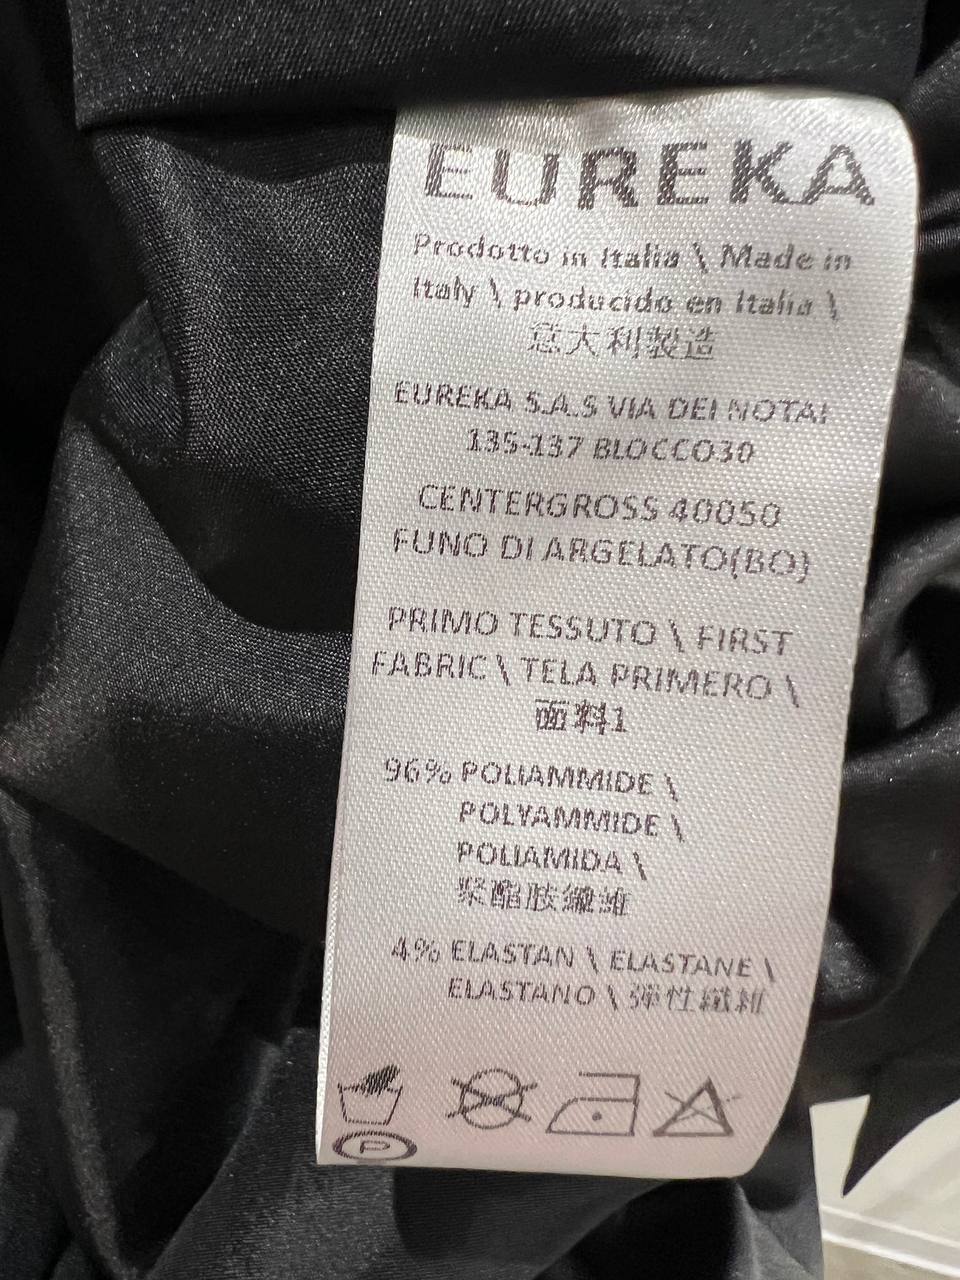 EUREKA
Prodotto in Italia \ Made in
Italy \ producido en Italia \
意大利製造
EUREKA S.A.S VIA DEI NOTAI
135-137 BLOCCO30
CENTERGROSS 40050
FUNO DI ARGELATO(BO)
PRIMO TESSUTO \ FIRST
FABRIC \ TELA PRIMERO \
面料1
96% POLIAMMIDE \
POLYAMMIDE \
POLIAMIDA \
聚酯胺纖維
4% ELASTAN \ ELASTANE \
ELASTANO \ 彈性纖維
P